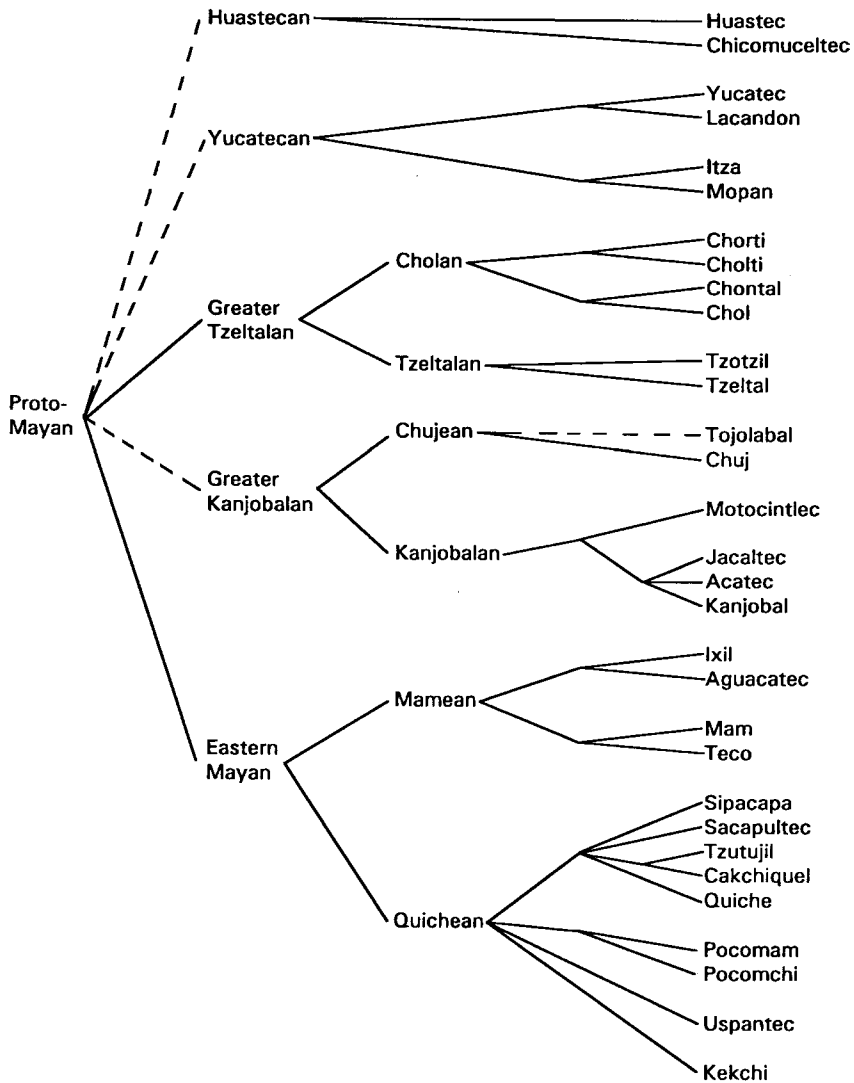 Huastecan
Huastec
Chicomuceltec
Yucatecan
Yucatec
Lacandon
Itza
Mopan
Greater
Tzeltalan
Cholan
Chorti
Cholti
Chontal
Chol
Tzeltalan
Tzotzil
Tzeltal
Proto-
Mayan
Greater
Kanjobalan
Chujean
Tojolabal
Chuj
Kanjobalan
Motocintlec
Jacaltec
Acatec
Kanjobal
Eastern
Mayan
Mamean
Ixil
Aguacatec
Mam
Teco
Quichean
Sipacapa
Sacapultec
Tzutujil
Cakchiquel
Quiche
Pocomam
Pocomchi
Uspantec
Kekchi